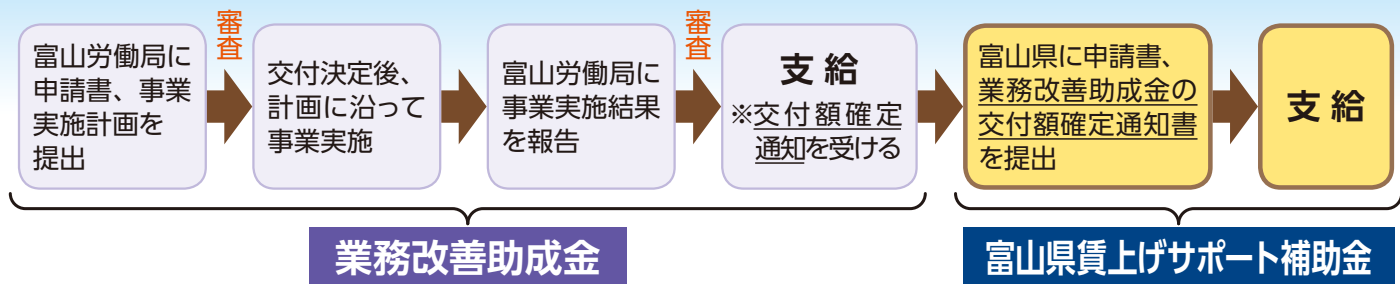 富山労働局に
申請書、事業
実施計画を
提出
審査
交付決定後、
計画に沿って
事業実施
富山労働局に
事業実施結果
を報告
審査
支給
※交付額確定
通知を受ける
富山県に申請書、
業務改善助成金の
交付額確定通知書
を提出
支給
業務改善助成金
富山県賃上げサポート補助金